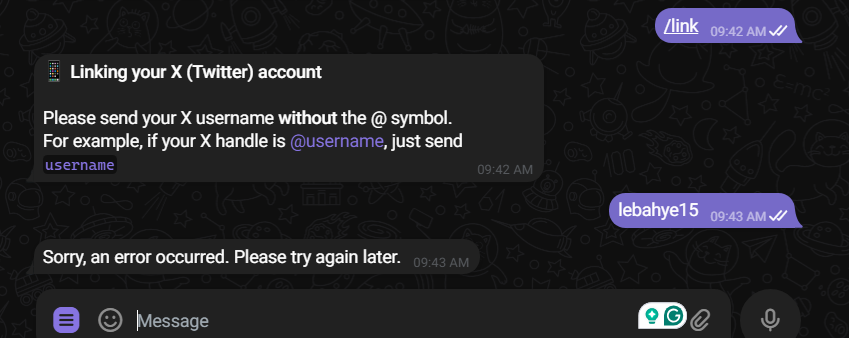 /link 09:42 AM
Linking your X (Twitter) account
Please send your X username without the @ symbol.
For example, if your X handle is @username, just send
username
09:42 AM
lebahye15 09:43 AM
Sorry, an error occurred. Please try again later. 09:43 AM
Message